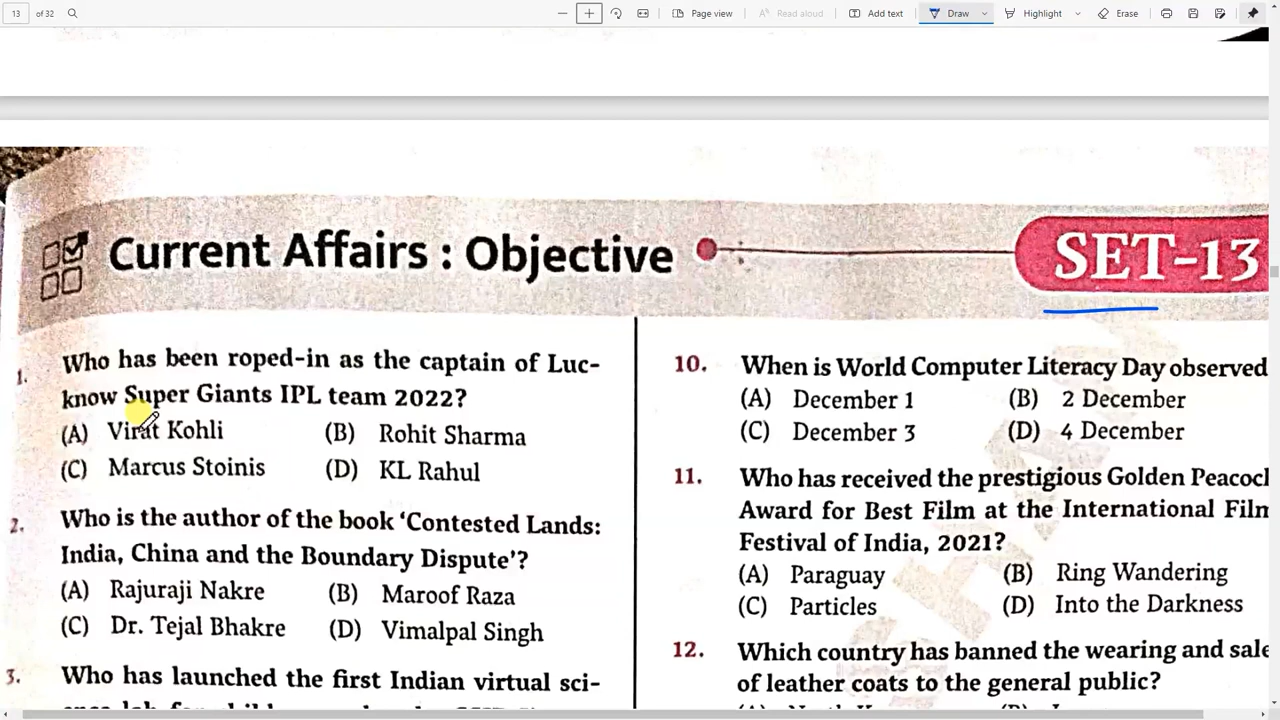 13 of 32
Page view
Read aloud
Add text
Draw
Highlight
Erase
Current Affairs : Objective
SET-13
1. Who has been roped-in as the captain of Luc-
know Super Giants IPL team 2022?
(A) Virat Kohli (B) Rohit Sharma
(C) Marcus Stoinis (D) KL Rahul
2. Who is the author of the book ‘Contested Lands:
India, China and the Boundary Dispute’?
(A) Rajuraji Nakre (B) Maroof Raza
(C) Dr. Tejal Bhakre (D) Vimalpal Singh
3. Who has launched the first Indian virtual sci-
10. When is World Computer Literacy Day observed
(A) December 1 (B) 2 December
(C) December 3 (D) 4 December
11. Who has received the prestigious Golden Peacock
Award for Best Film at the International Film
Festival of India, 2021?
(A) Paraguay (B) Ring Wandering
(C) Particles (D) Into the Darkness
12. Which country has banned the wearing and sale
of leather coats to the general public?